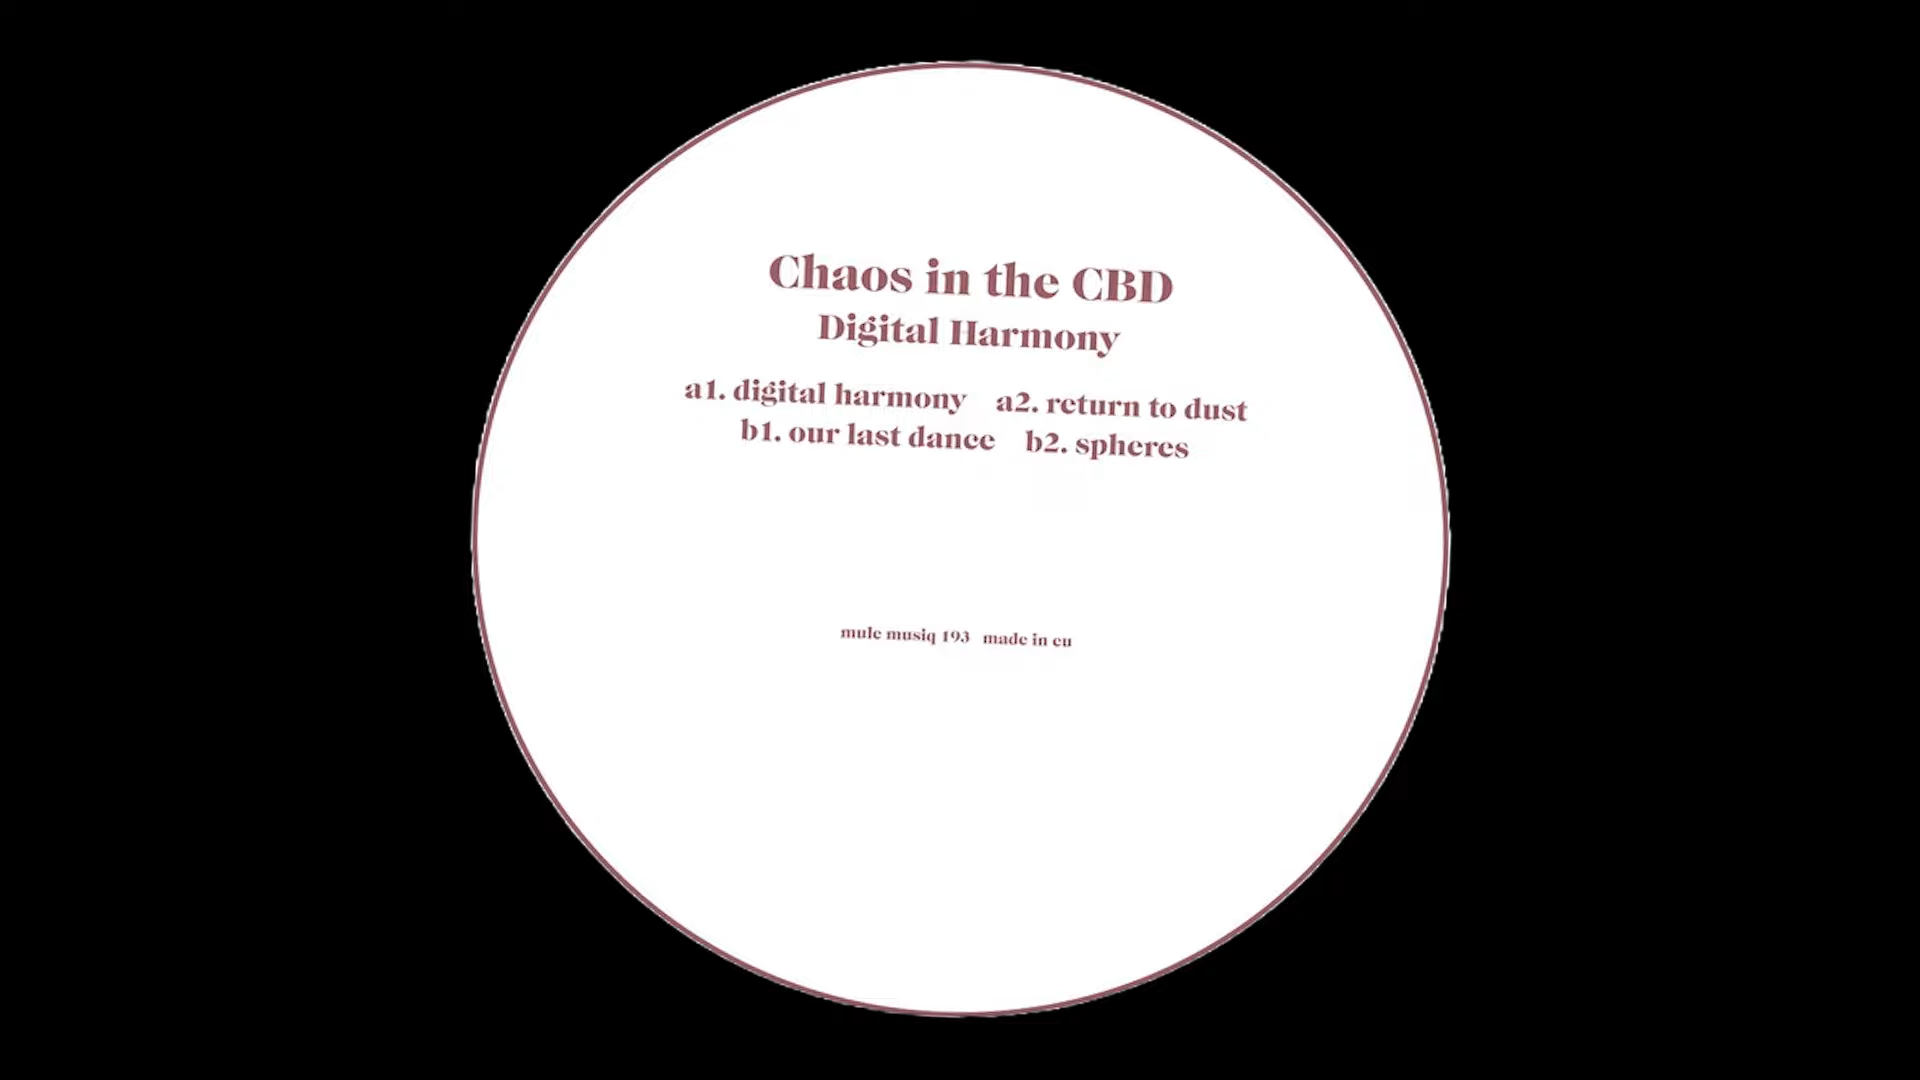 Chaos in the CBD
Digital Harmony
a1. digital harmony a2. return to dust
b1. our last dance b2. spheres
mule musiq 193 made in eu